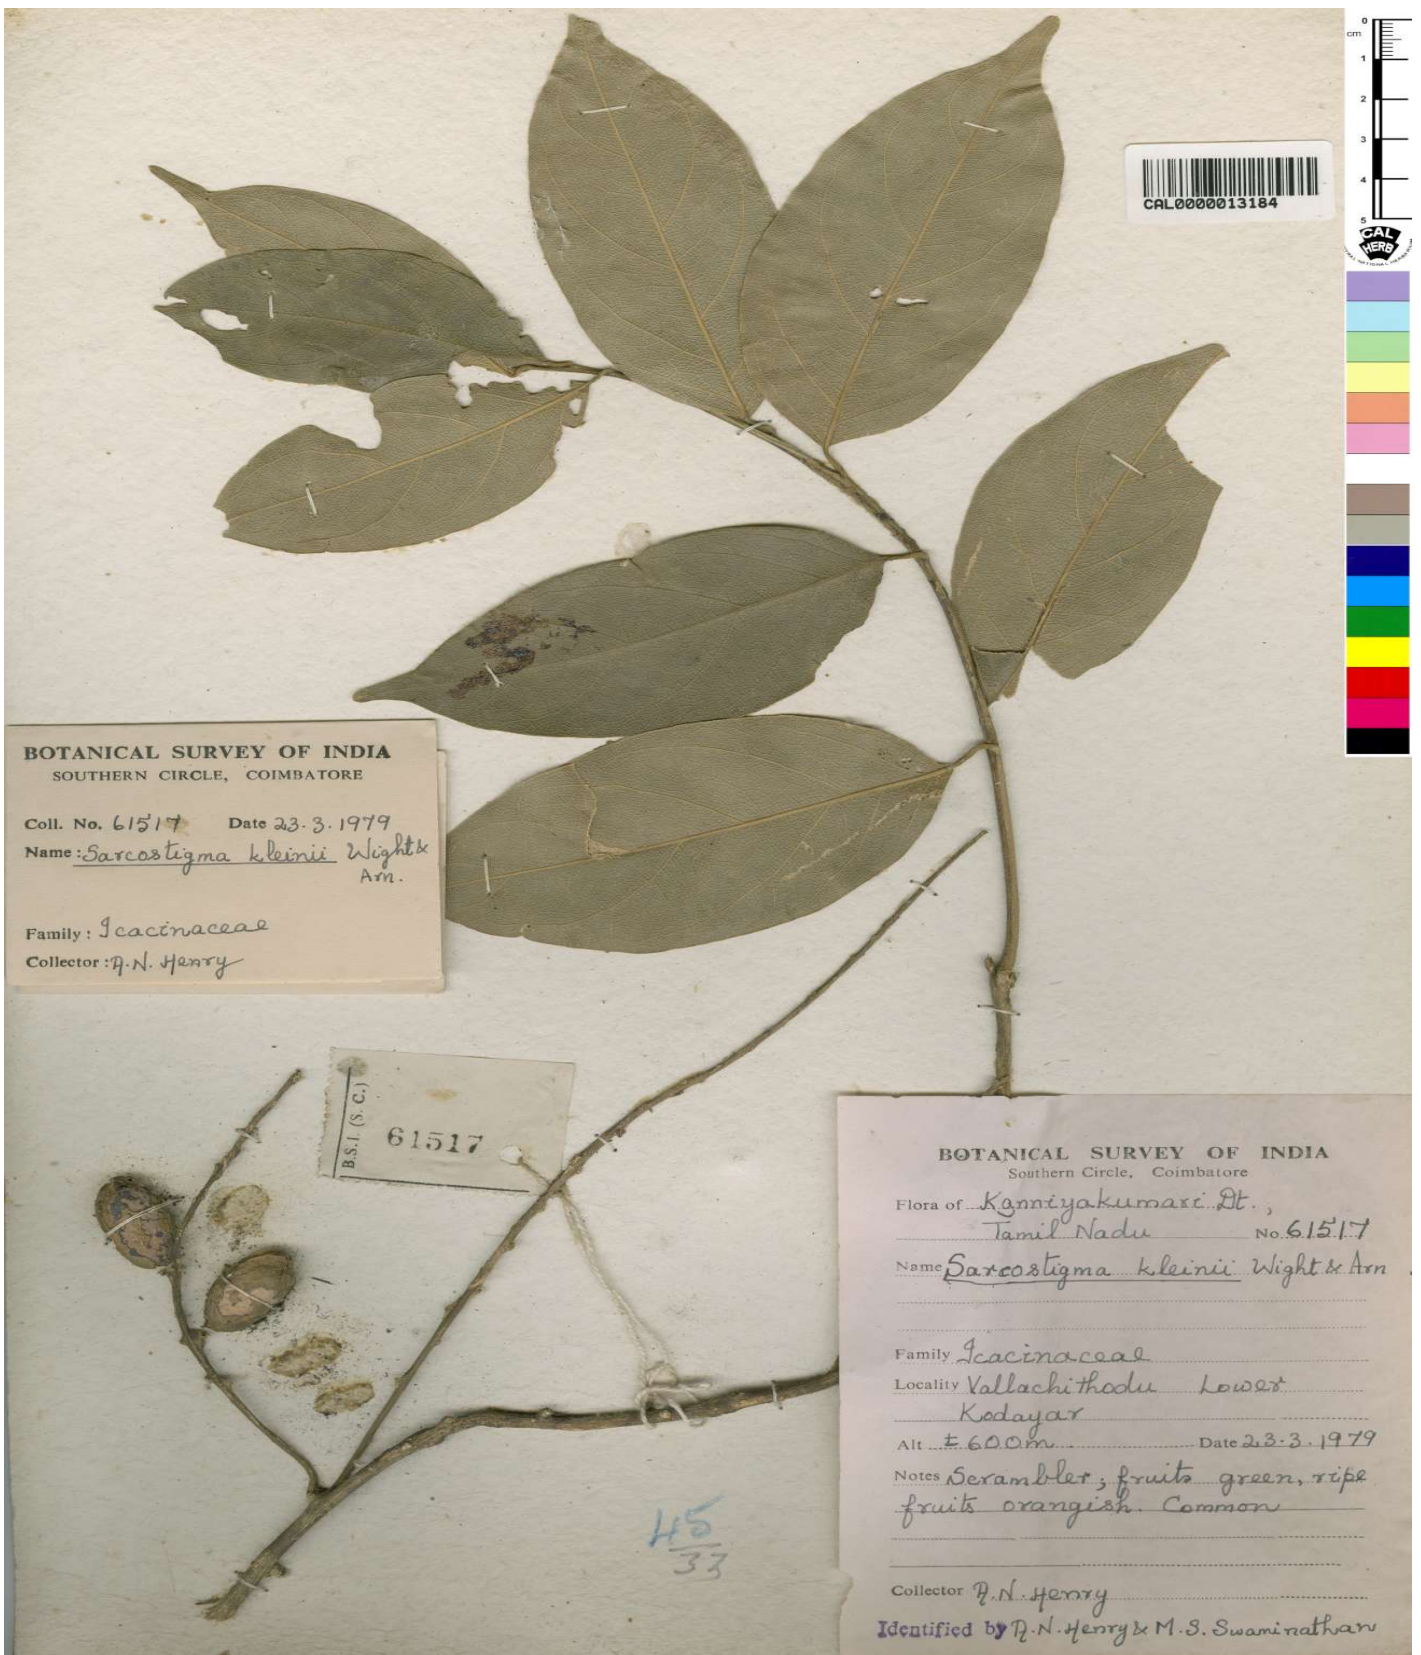 0
cm
1
2
3
4
5
CAL0000013184
CAL
HERB
BOTANICAL SURVEY OF INDIA
SOUTHERN CIRCLE, COIMBATORE
Coll. No. 61517 Date 23.3.1979
Name: Sarcostigma kleinii Wight &
Arn.
Family: Icacinaceae
Collector: A.N. Henry
B.S.I. (S. C.)
61517
BOTANICAL SURVEY OF INDIA
Southern Circle, Coimbatore
Flora of Kanniyakumari Dt.,
Tamil Nadu No 61517
Name Sarcostigma kleinii Wight & Arn.
Family Icacinaceae
Locality Vallachithodu Lower
Kodayar
Alt ± 600m Date 23.3.1979
Notes Scrambler; fruits green, ripe
fruits orangish. Common
Collector A.N. Henry
Identified by A.N. Henry & M.S. Swaminathan
45
33